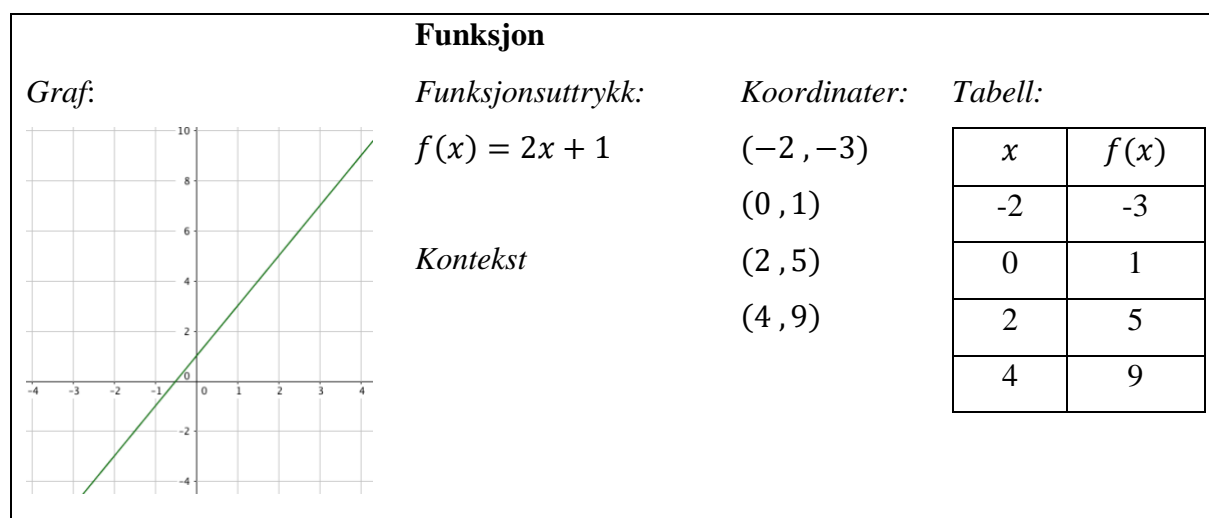 Funksjon
Graf:
Funksjonsuttrykk:
Koordinater:
Tabell:
10
8
6
4
2
0
-2
-4
-4 -3 -2 -1 0 1 2 3 4
f(x) = 2x + 1
Kontekst
(−2 ,−3)
(0 ,1)
(2 ,5)
(4 ,9)
x f(x)
-2 -3
0 1
2 5
4 9